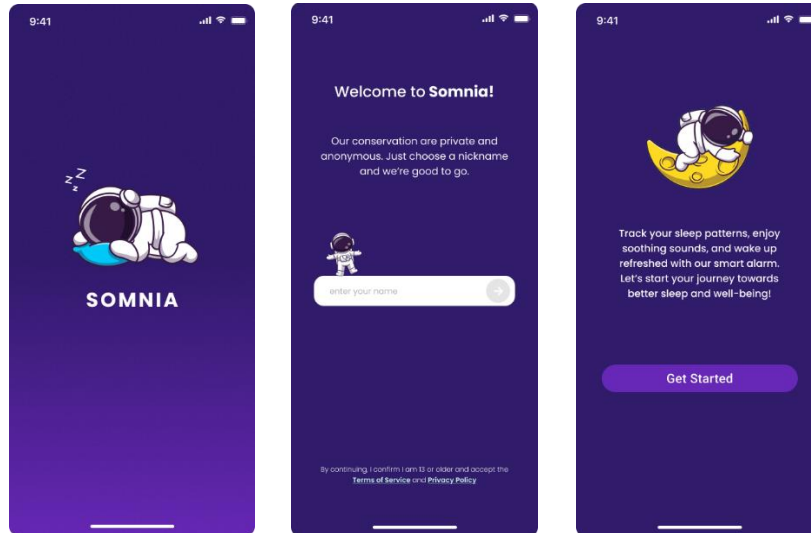 9:41
z Z
z
SOMNIA
9:41
Welcome to Somnia!
Our conservation are private and
anonymous. Just choose a nickname
and we're good to go.
enter your name
By continuing, I confirm I am 13 or older and accept the
Terms of Service and Privacy Policy
9:41
Track your sleep patterns, enjoy
soothing sounds, and wake up
refreshed with our smart alarm.
Let's start your journey towards
better sleep and well-being!
Get Started